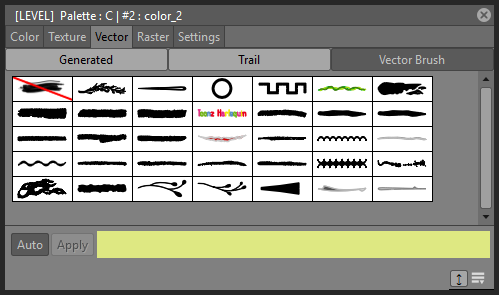 [LEVEL] Palette : C | #2 : color_2
Color Texture Vector Raster Settings
Generated Trail Vector Brush
Toonz Harlequin
Auto Apply